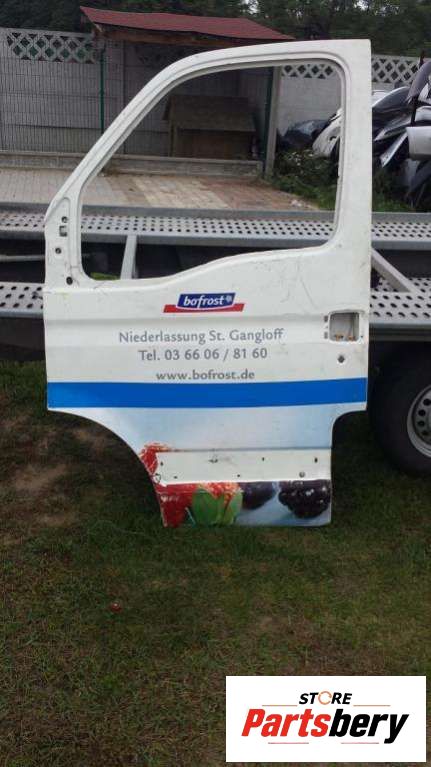 bofrost*
Niederlassung St. Gangloff
Tel. 03 66 06 / 81 60
www.bofrost.de
STORE
Partsbery